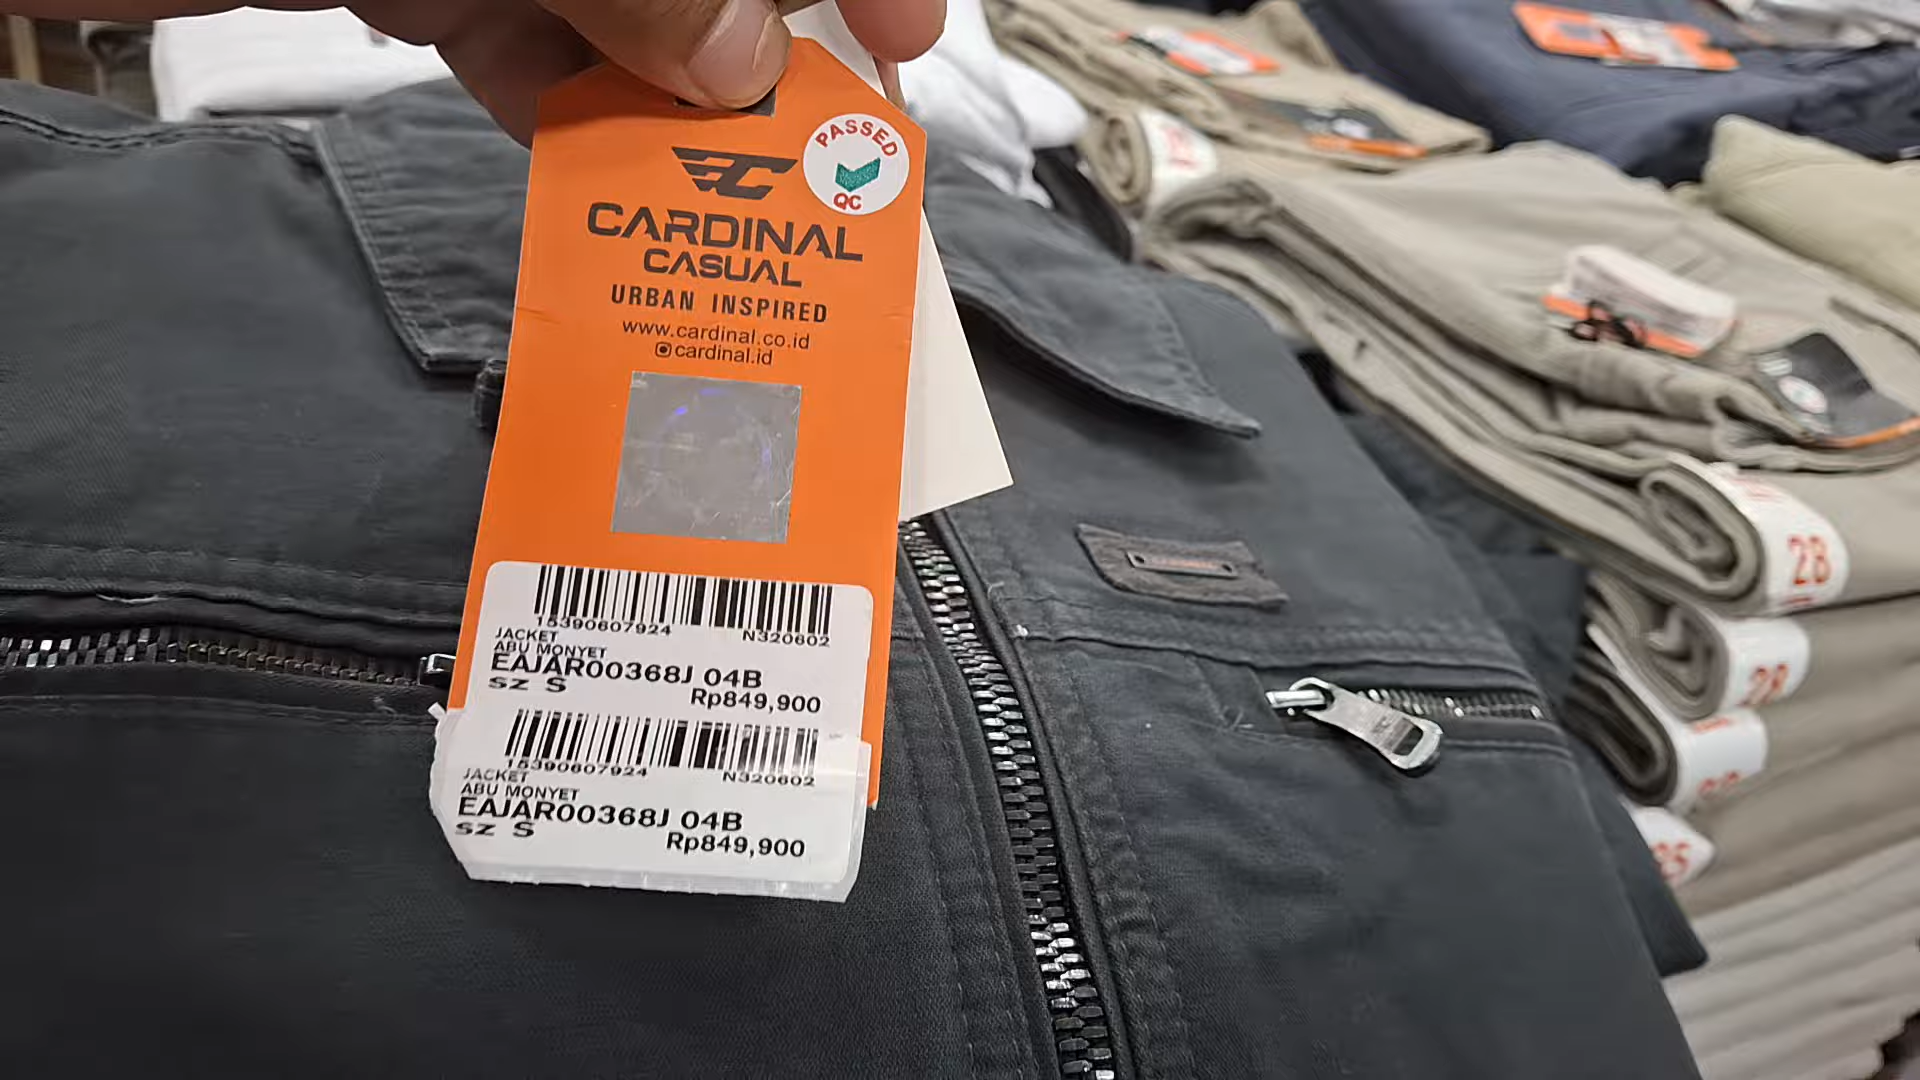 PASSED
QC
CARDINAL
CASUAL
URBAN INSPIRED
www.cardinal.co.id
cardinal.id
15390607924 N320602
JACKET
ABU MONYET
EAJAR00368J 04B
SZ S
Rp849,900
15390607924 N320602
JACKET
ABU MONYET
EAJAR00368J 04B
SZ S
Rp849,900
28
28